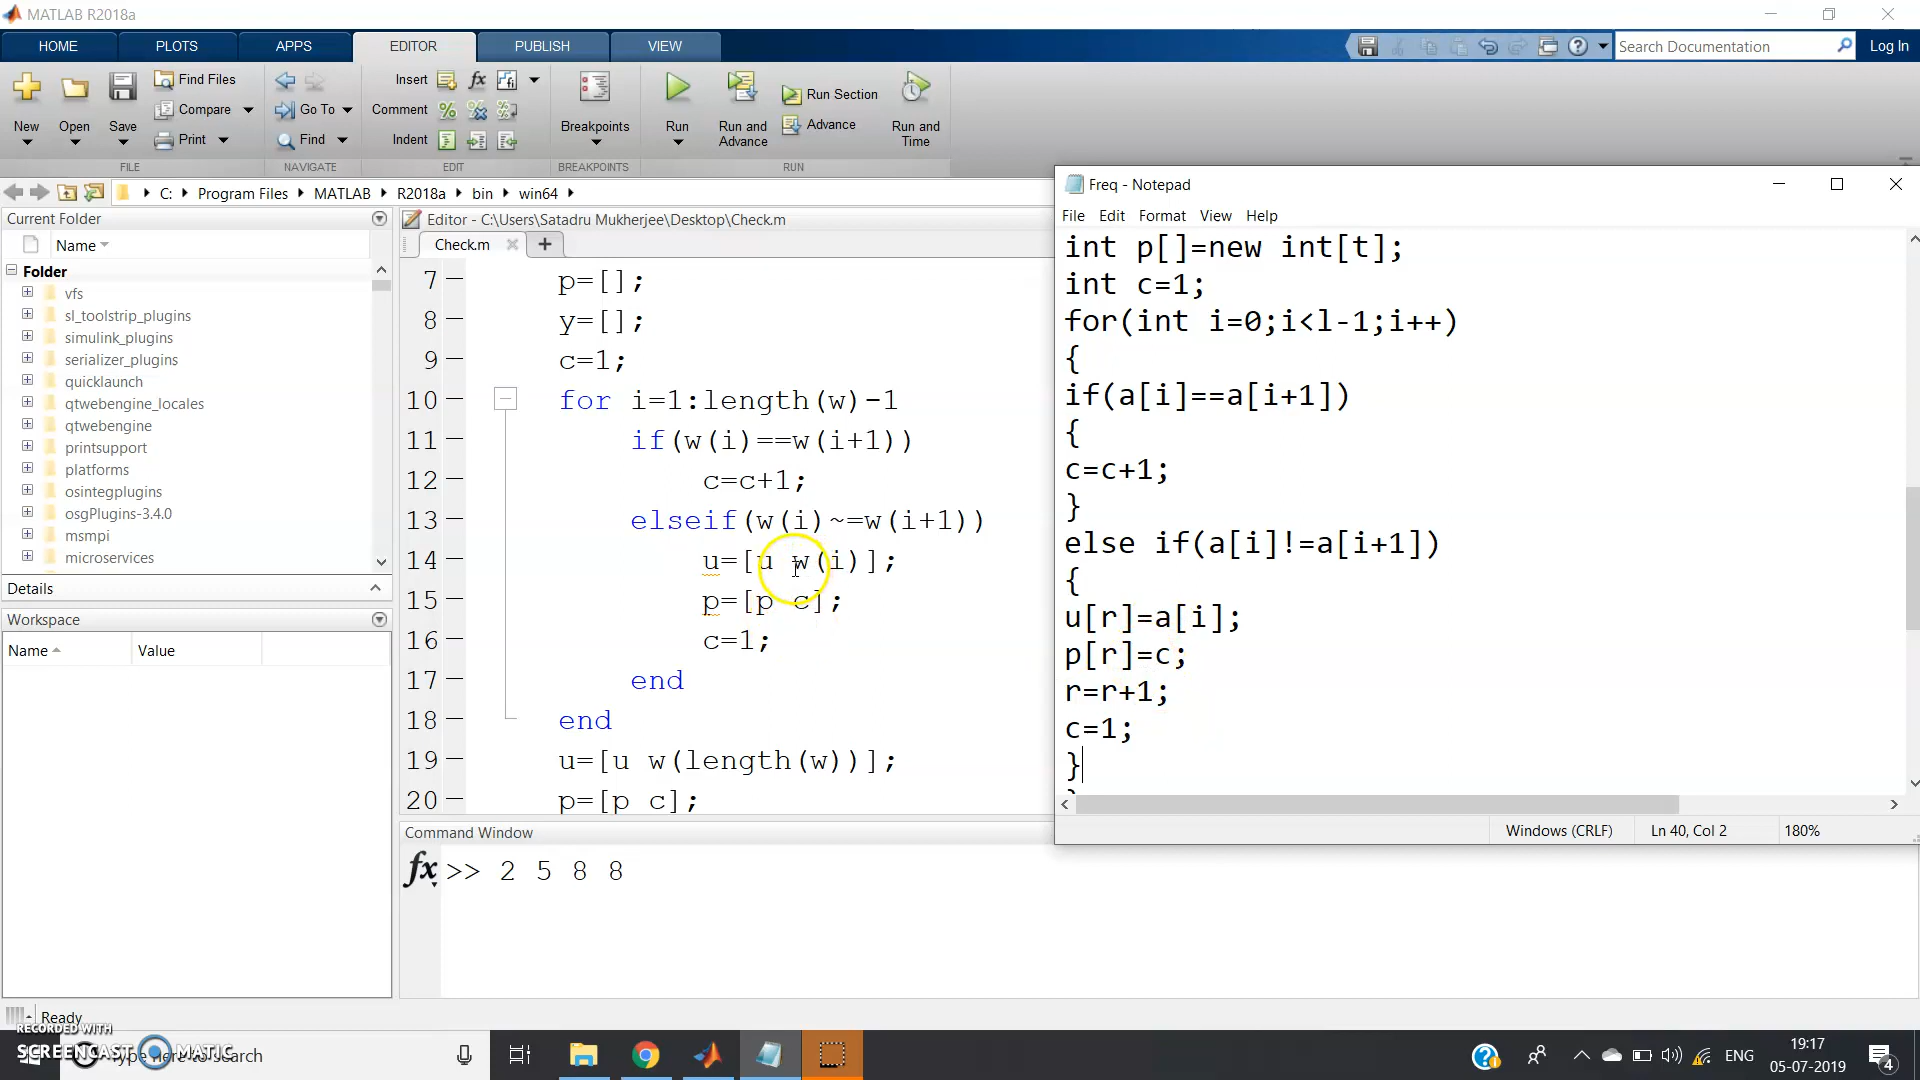 MATLAB R2018a
HOME PLOTS APPS EDITOR PUBLISH VIEW
Search Documentation
Log In
New
Open
Save
Find Files
Compare
Print
FILE
Go To
Find
NAVIGATE
Insert
Comment
Indent
EDIT
Breakpoints
BREAKPOINTS
Run
Run and Advance
Run Section
Advance
Run and Time
RUN
C: Program Files MATLAB R2018a bin win64
Current Folder
Name
Folder
vfs
sl_toolstrip_plugins
simulink_plugins
serializer_plugins
quicklaunch
qtwebengine_locales
qtwebengine
printsupport
platforms
osintegplugins
osgPlugins-3.4.0
msmpi
microservices
Details
Workspace
Name Value
Editor - C:\Users\Satadru Mukherjee\Desktop\Check.m
Check.m
7 p=[];
8 y=[];
9 c=1;
10 for i=1:length(w)-1
11 if(w(i)==w(i+1))
12 c=c+1;
13 elseif(w(i)~=w(i+1))
14 u=[u w(i)];
15 p=[p c];
16 c=1;
17 end
18 end
19 u=[u w(length(w))];
20 p=[p c];
Command Window
fx >> 2 5 8 8
Freq - Notepad
File Edit Format View Help
int p[]=new int[t];
int c=1;
for(int i=0;i<l-1;i++)
{
if(a[i]==a[i+1])
{
c=c+1;
}
else if(a[i]!=a[i+1])
{
u[r]=a[i];
p[r]=c;
r=r+1;
c=1;
}
Windows (CRLF) Ln 40, Col 2 180%
Ready
RECORDED WITH
SCREENCAST MATIC
Type here to search
ENG
19:17
05-07-2019
4